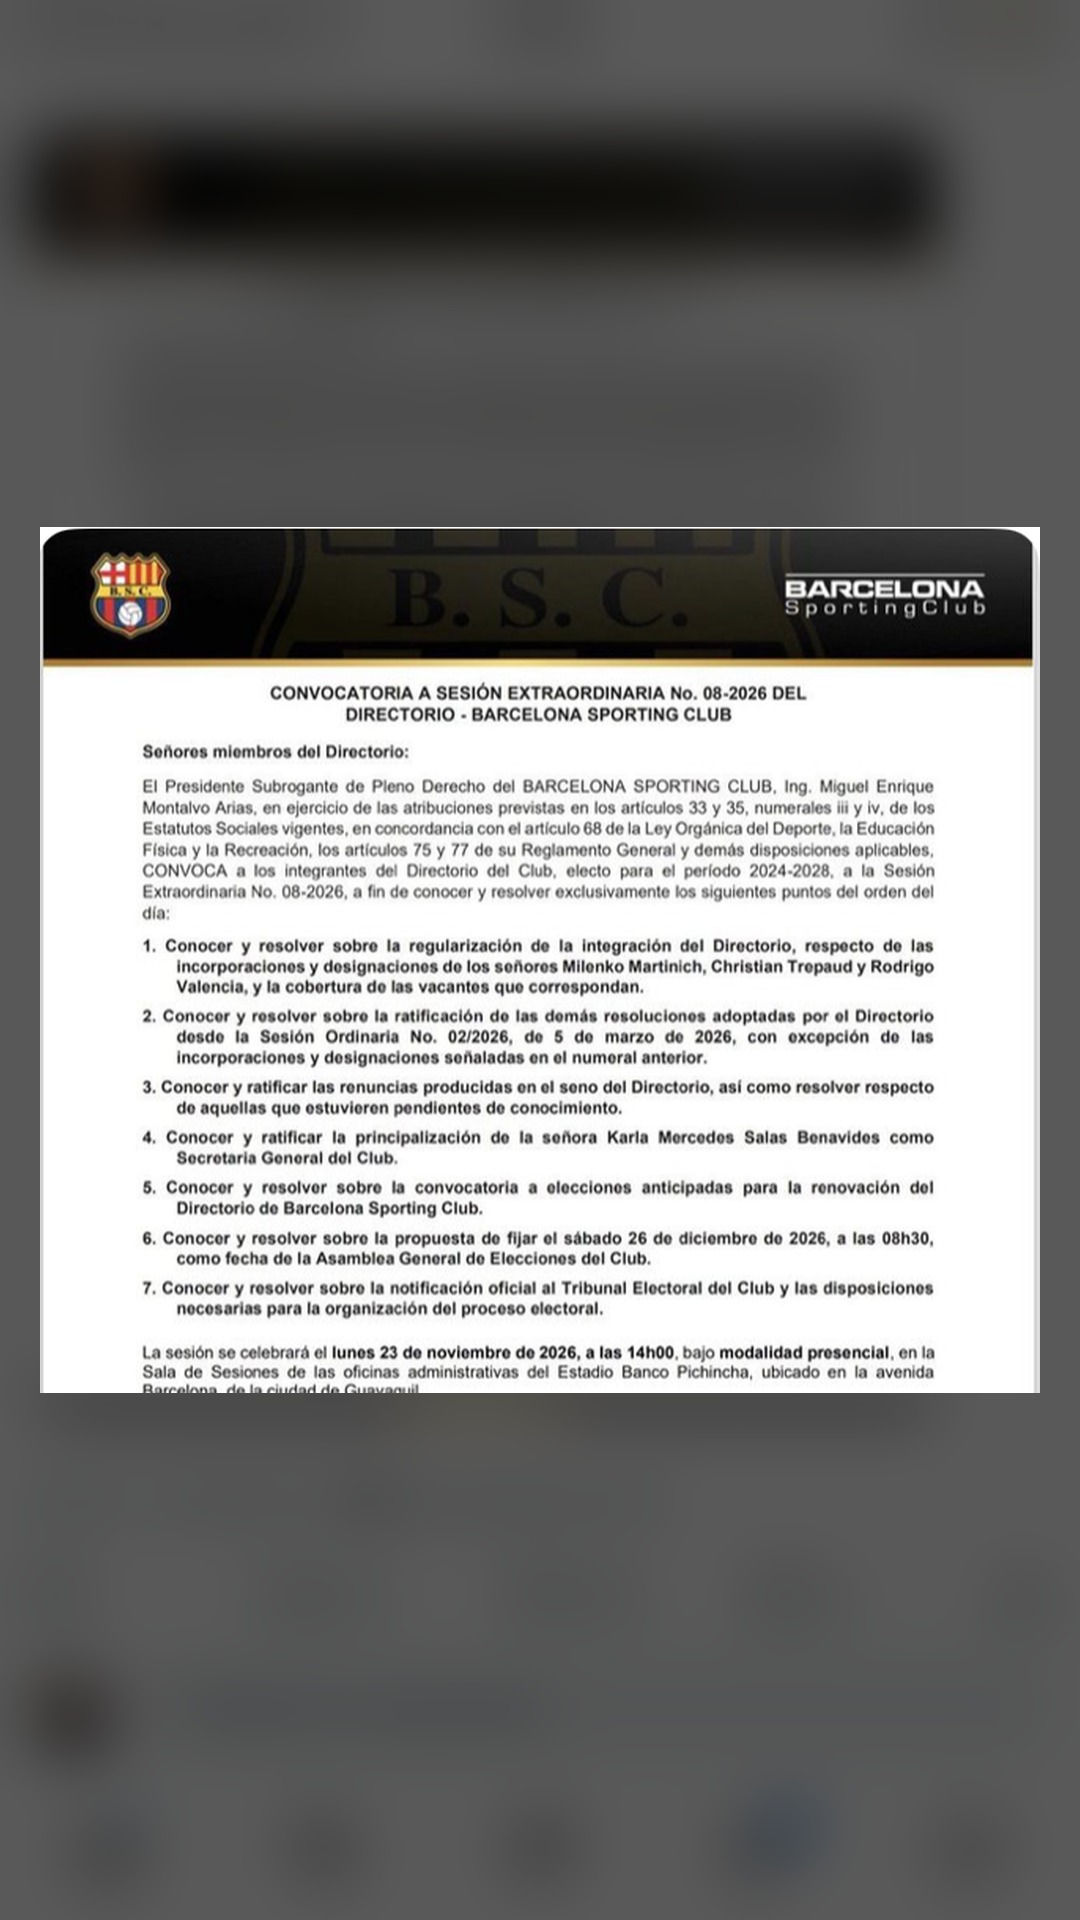 B. S. C.
B. S. C.
BARCELONA
SportingClub
CONVOCATORIA A SESIÓN EXTRAORDINARIA No. 08-2026 DEL
DIRECTORIO - BARCELONA SPORTING CLUB
Señores miembros del Directorio:
El Presidente Subrogante de Pleno Derecho del BARCELONA SPORTING CLUB, Ing. Miguel Enrique
Montalvo Arias, en ejercicio de las atribuciones previstas en los artículos 33 y 35, numerales iii y iv, de los
Estatutos Sociales vigentes, en concordancia con el artículo 68 de la Ley Orgánica del Deporte, la Educación
Física y la Recreación, los artículos 75 y 77 de su Reglamento General y demás disposiciones aplicables,
CONVOCA a los integrantes del Directorio del Club, electo para el período 2024-2028, a la Sesión
Extraordinaria No. 08-2026, a fin de conocer y resolver exclusivamente los siguientes puntos del orden del
día:
1. Conocer y resolver sobre la regularización de la integración del Directorio, respecto de las
incorporaciones y designaciones de los señores Milenko Martinich, Christian Trepaud y Rodrigo
Valencia, y la cobertura de las vacantes que correspondan.
2. Conocer y resolver sobre la ratificación de las demás resoluciones adoptadas por el Directorio
desde la Sesión Ordinaria No. 02/2026, de 5 de marzo de 2026, con excepción de las
incorporaciones y designaciones señaladas en el numeral anterior.
3. Conocer y ratificar las renuncias producidas en el seno del Directorio, así como resolver respecto
de aquellas que estuvieren pendientes de conocimiento.
4. Conocer y ratificar la principalización de la señora Karla Mercedes Salas Benavides como
Secretaria General del Club.
5. Conocer y resolver sobre la convocatoria a elecciones anticipadas para la renovación del
Directorio de Barcelona Sporting Club.
6. Conocer y resolver sobre la propuesta de fijar el sábado 26 de diciembre de 2026, a las 08h30,
como fecha de la Asamblea General de Elecciones del Club.
7. Conocer y resolver sobre la notificación oficial al Tribunal Electoral del Club y las disposiciones
necesarias para la organización del proceso electoral.
La sesión se celebrará el lunes 23 de noviembre de 2026, a las 14h00, bajo modalidad presencial, en la
Sala de Sesiones de las oficinas administrativas del Estadio Banco Pichincha, ubicado en la avenida
Barcelona, de la ciudad de Guayaquil